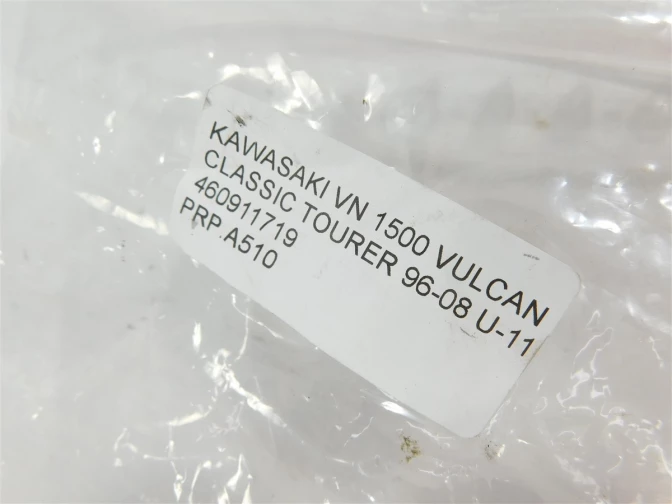 KAWASAKI VN 1500 VULCAN
CLASSIC TOURER 96-08 U-11
460911719
PRP.A510